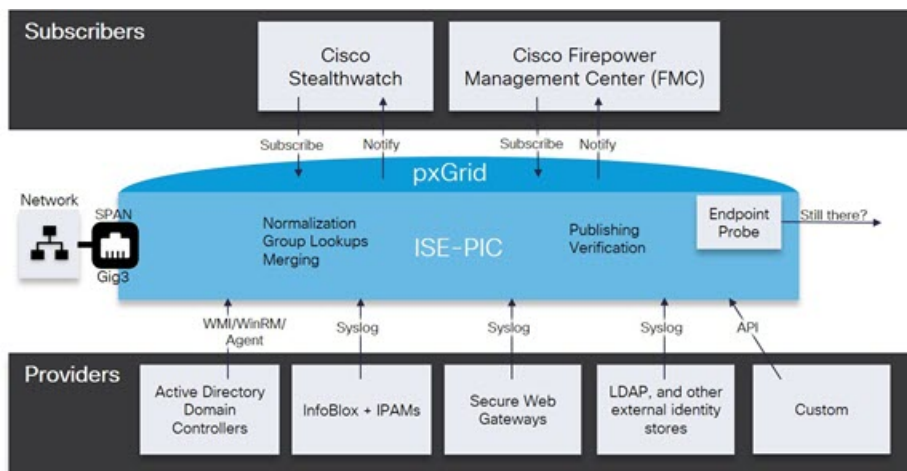 Subscribers
Cisco
Stealthwatch
Cisco Firepower
Management Center (FMC)
Subscribe
Notify
Subscribe
Notify
pxGrid
Network
SPAN
Gig3
Normalization
Group Lookups
Merging
ISE-PIC
Publishing
Verification
Endpoint
Probe
Still there?
WMI/WinRM/
Agent
Syslog
Syslog
Syslog
API
Providers
Active Directory
Domain
Controllers
InfoBlox + IPAMs
Secure Web
Gateways
LDAP, and other
external identity
stores
Custom